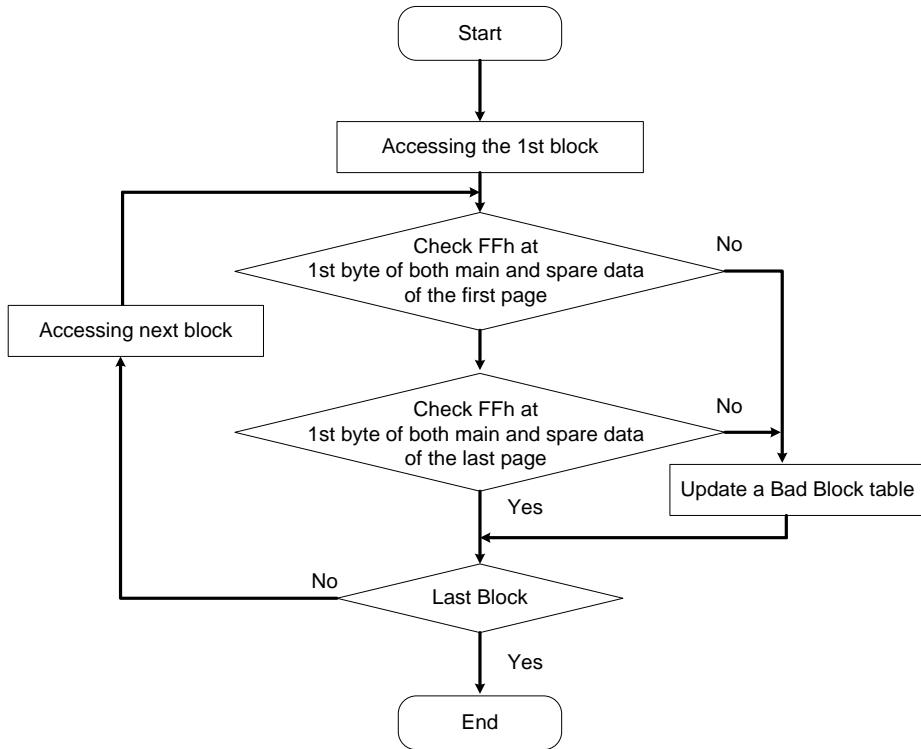 Start
Accessing the 1st block
Check FFh at
1st byte of both main and spare data
of the first page
No
Accessing next block
Check FFh at
1st byte of both main and spare data
of the last page
No
Update a Bad Block table
Yes
No
Last Block
Yes
End